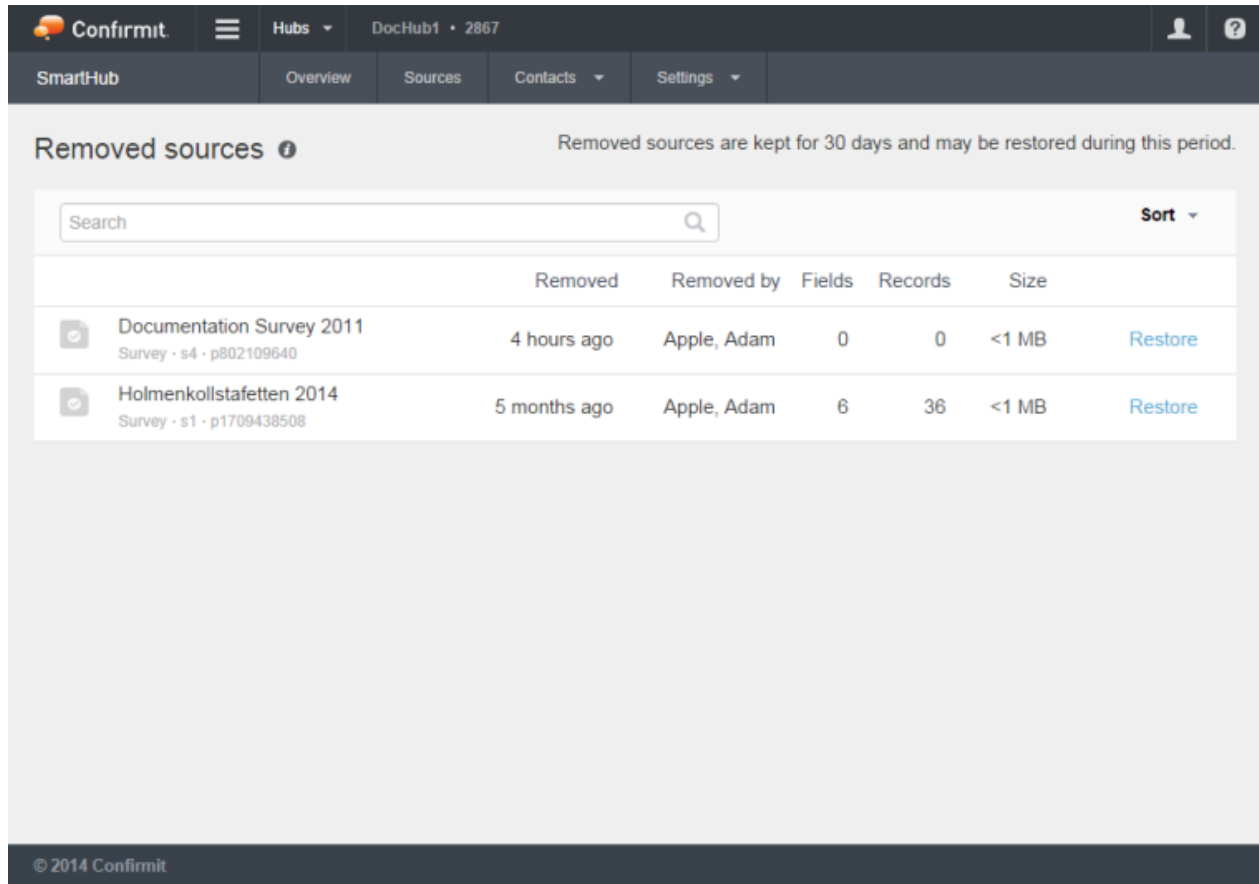 Confirmit. Hubs DocHub1 • 2867
SmartHub Overview Sources Contacts Settings
Removed sources Removed sources are kept for 30 days and may be restored during this period.
Search Sort
Removed Removed by Fields Records Size
Documentation Survey 2011
Survey · s4 · p802109640
4 hours ago Apple, Adam 0 0 <1 MB Restore
Holmenkollstafetten 2014
Survey · s1 · p1709438508
5 months ago Apple, Adam 6 36 <1 MB Restore
© 2014 Confirmit